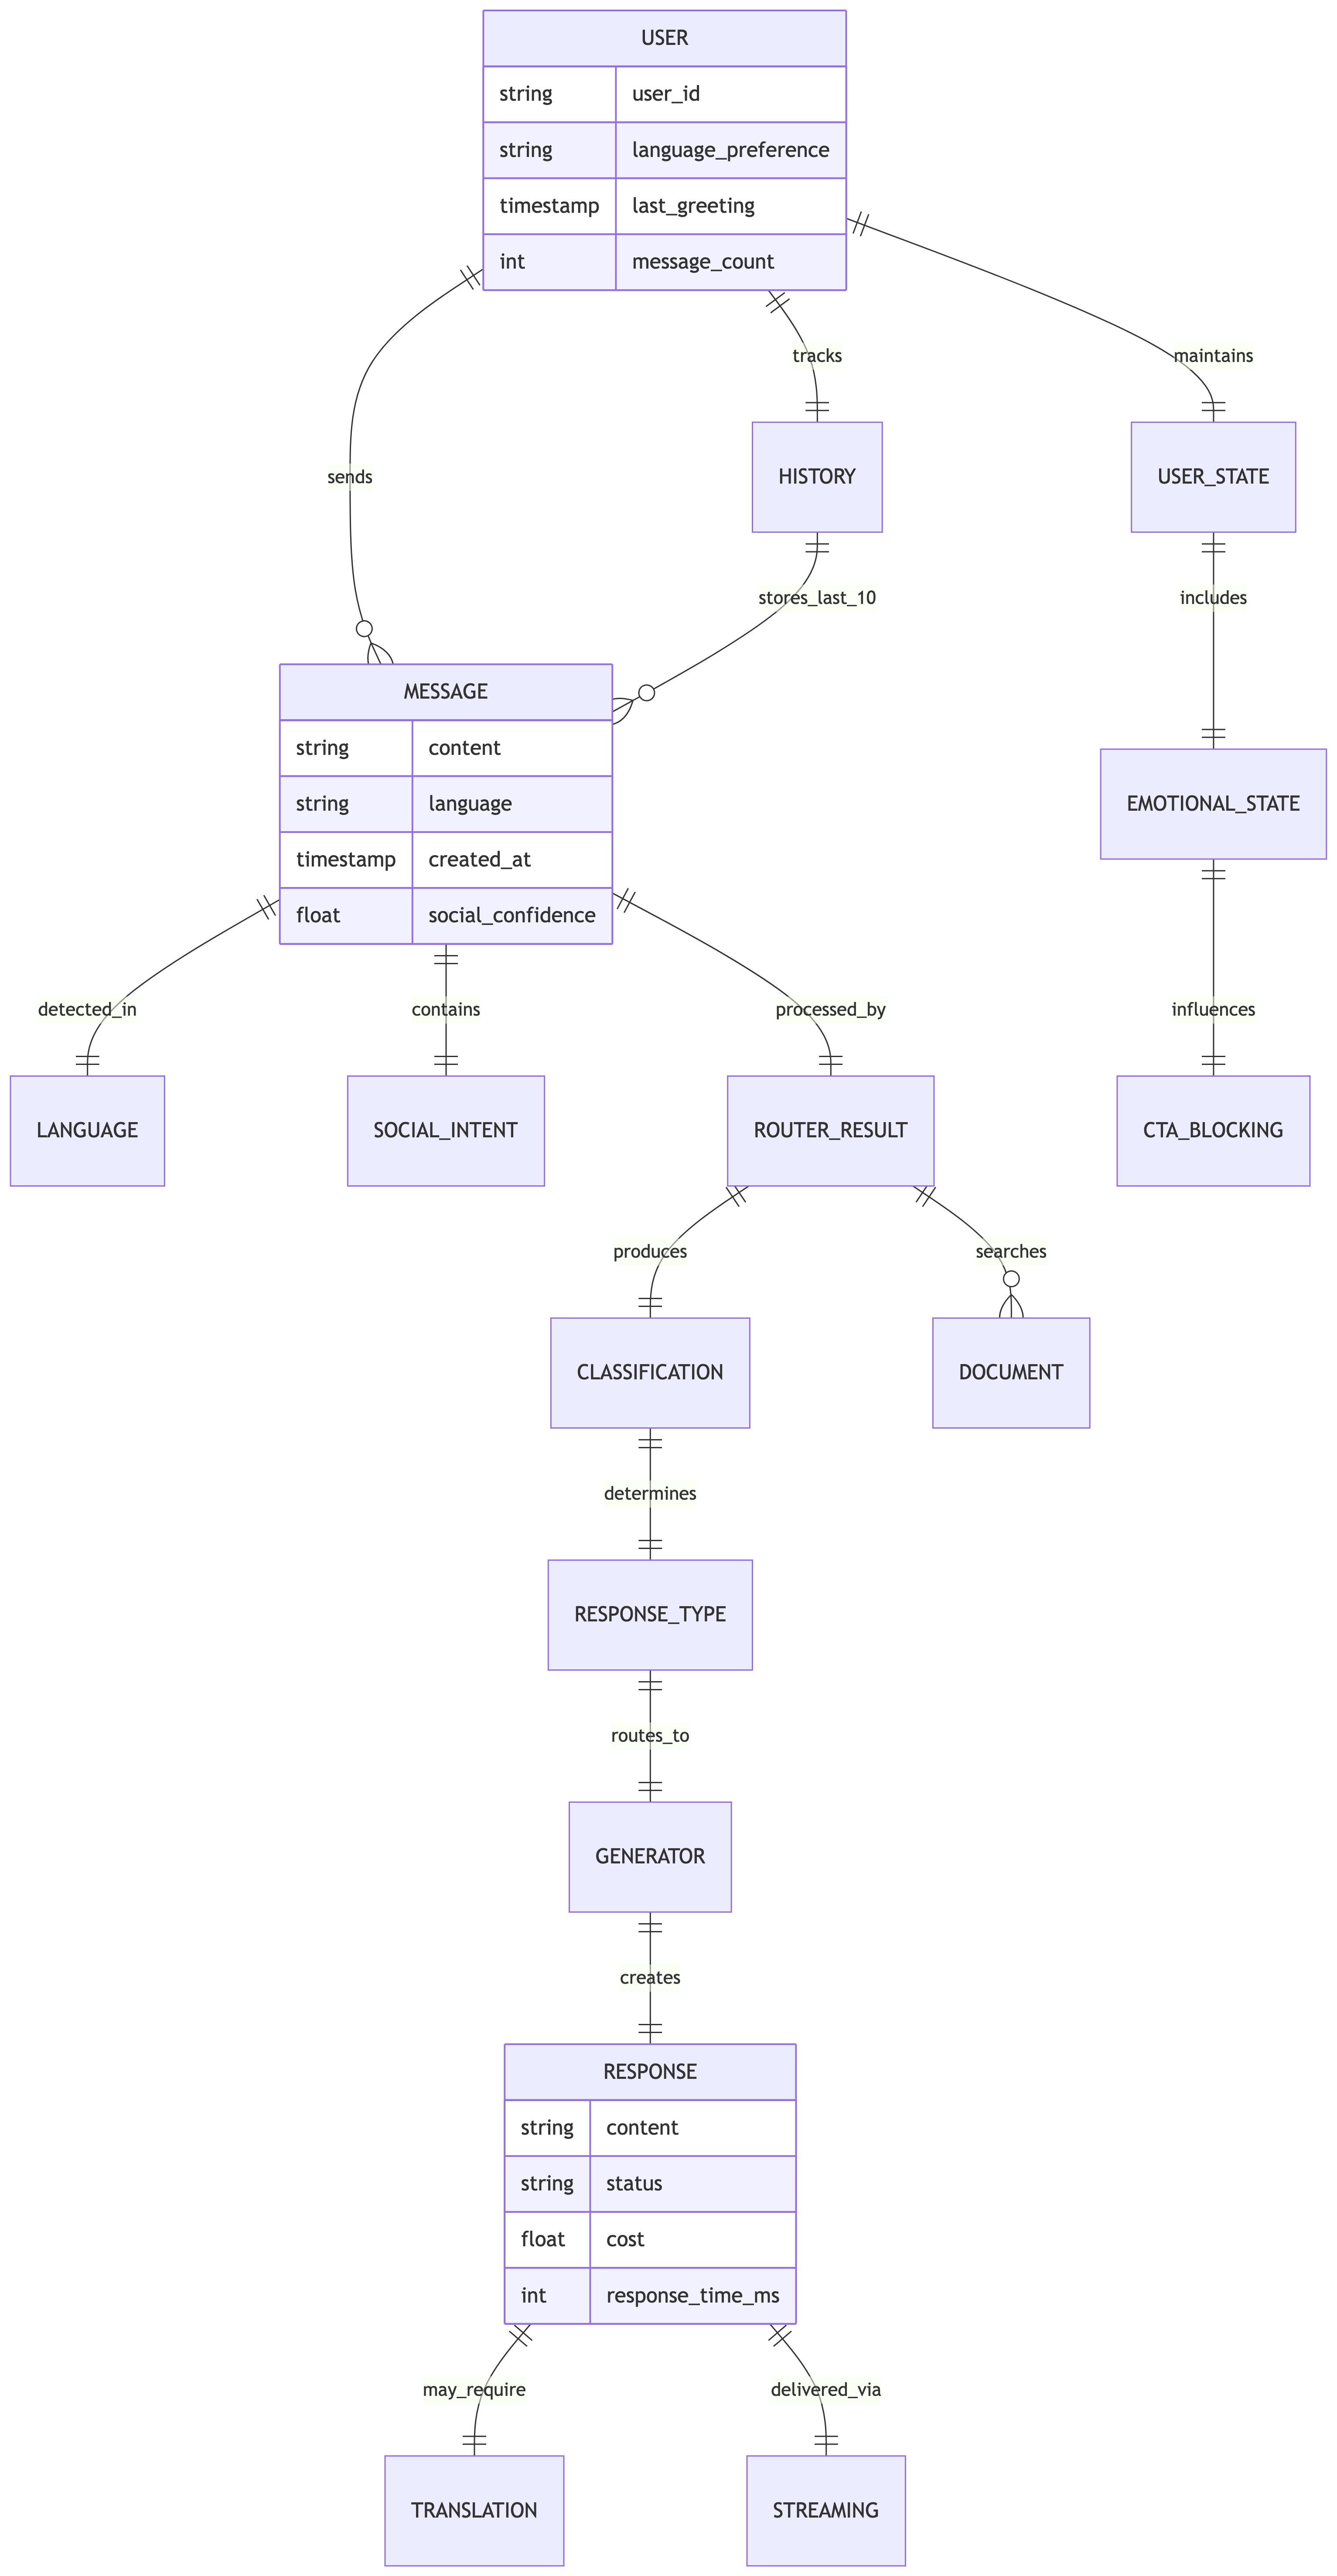 USER
string user_id
string language_preference
timestamp last_greeting
int message_count
tracks
maintains
sends
HISTORY
USER_STATE
stores_last_10
includes
MESSAGE
string content
string language
timestamp created_at
float social_confidence
EMOTIONAL_STATE
detected_in
contains
processed_by
influences
LANGUAGE
SOCIAL_INTENT
ROUTER_RESULT
CTA_BLOCKING
produces
searches
CLASSIFICATION
DOCUMENT
determines
RESPONSE_TYPE
routes_to
GENERATOR
creates
RESPONSE
string content
string status
float cost
int response_time_ms
may_require
delivered_via
TRANSLATION
STREAMING